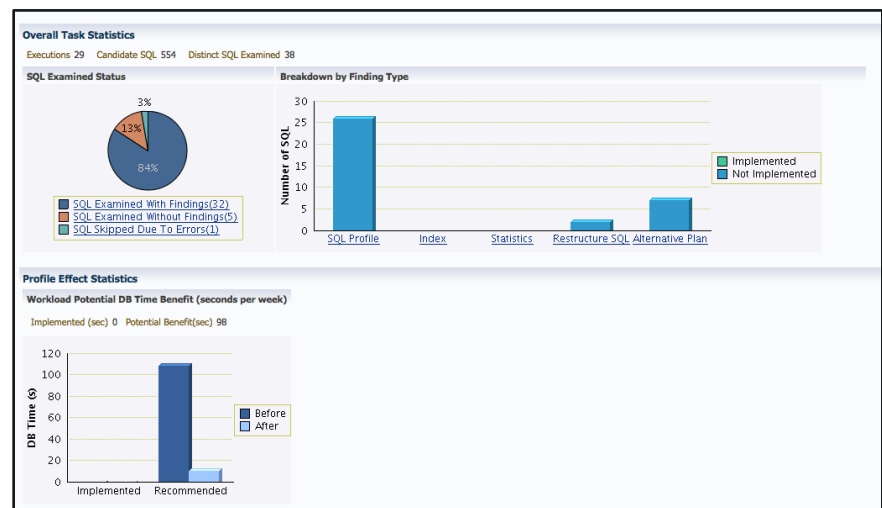 Overall Task Statistics
Executions 29 Candidate SQL 554 Distinct SQL Examined 38
SQL Examined Status
3%
13%
84%
SQL Examined With Findings(32)
SQL Examined Without Findings(5)
SQL Skipped Due To Errors(1)
Breakdown by Finding Type
Number of SQL
30
25
20
15
10
5
0
SQL Profile Index Statistics Restructure SQL Alternative Plan
Implemented
Not Implemented
Profile Effect Statistics
Workload Potential DB Time Benefit (seconds per week)
Implemented (sec) 0 Potential Benefit(sec) 98
DB Time (s)
120
100
80
60
40
20
0
Implemented Recommended
Before
After